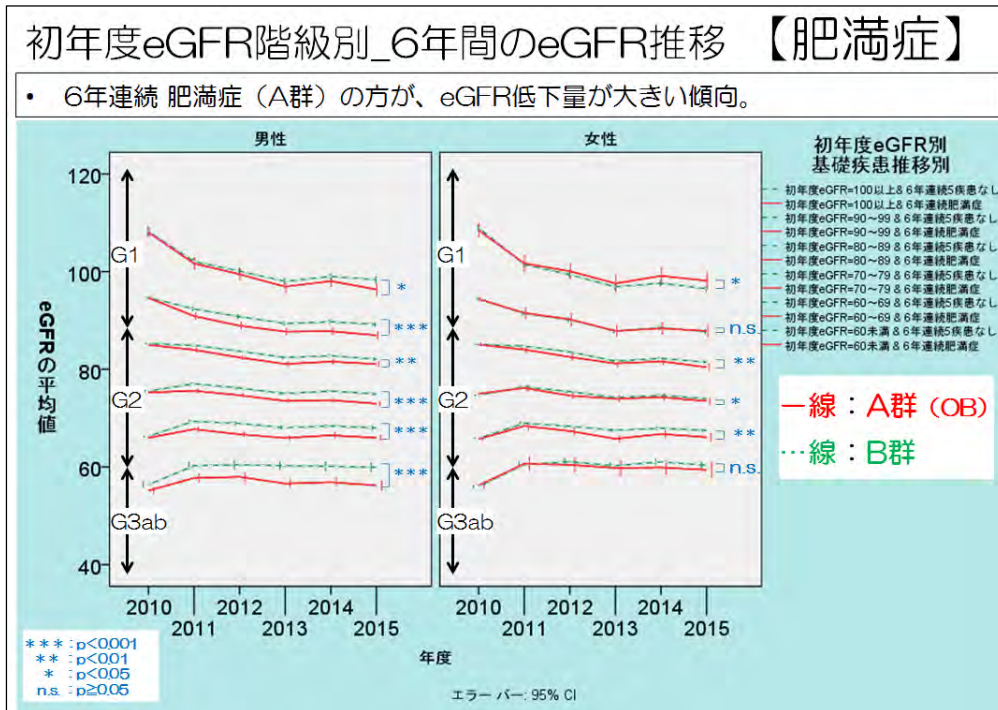 初年度eGFR階級別_6年間のeGFR推移 【肥満症】
• 6年連続 肥満症（A群）の方が、eGFR低下量が大きい傾向。
男性
女性
初年度eGFR別
基礎疾患推移別
初年度eGFR=100以上& 6年連続5疾患なし
初年度eGFR=100以上& 6年連続肥満症
初年度eGFR=90～99 & 6年連続5疾患なし
初年度eGFR=90～99 & 6年連続肥満症
初年度eGFR=80～89 & 6年連続5疾患なし
初年度eGFR=80～89 & 6年連続肥満症
初年度eGFR=70～79 & 6年連続5疾患なし
初年度eGFR=70～79 & 6年連続肥満症
初年度eGFR=60～69 & 6年連続5疾患なし
初年度eGFR=60～69 & 6年連続肥満症
初年度eGFR=60未満 & 6年連続5疾患なし
初年度eGFR=60未満 & 6年連続肥満症
ー線：A群（OB）
…線：B群
eGFRの平均値
120
100
80
60
40
G1
G2
G3ab
*
***
**
***
***
***
G1
G2
G3ab
*
n.s.
**
*
**
n.s.
2010
2011
2012
2013
2014
2015
2010
2011
2012
2013
2014
2015
年度
エラー バー: 95% CI
***：p<0.001
**：p<0.01
*：p<0.05
n.s.：p≥0.05